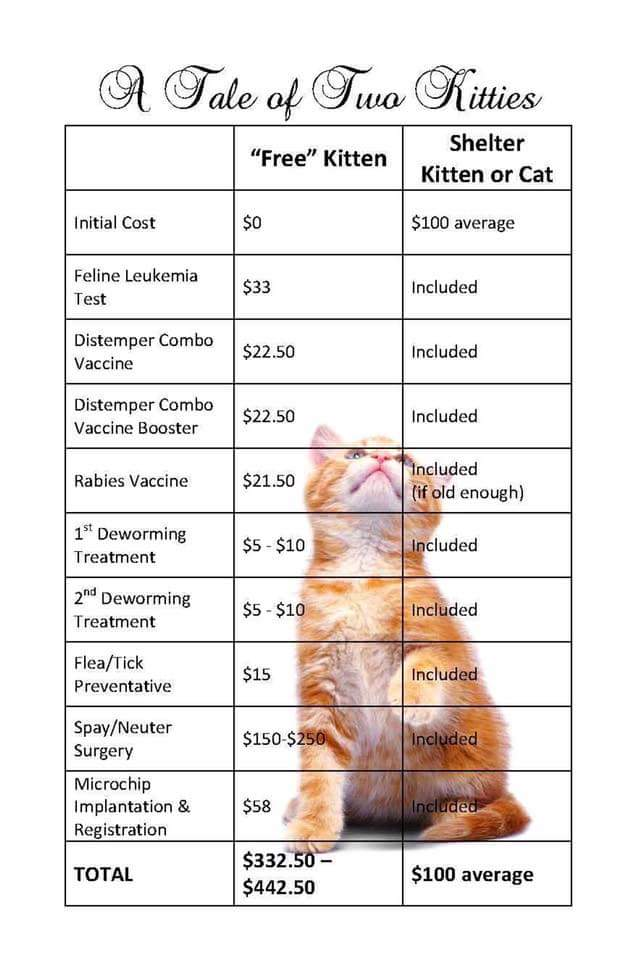 A Tale of Two Kitties
“Free” Kitten
Shelter
Kitten or Cat
Initial Cost
$0
$100 average
Feline Leukemia
Test
$33
Included
Distemper Combo
Vaccine
$22.50
Included
Distemper Combo
Vaccine Booster
$22.50
Included
Rabies Vaccine
$21.50
Included
(if old enough)
1st Deworming
Treatment
$5 - $10
Included
2nd Deworming
Treatment
$5 - $10
Included
Flea/Tick
Preventative
$15
Included
Spay/Neuter
Surgery
$150-$250
Included
Microchip
Implantation &
Registration
$58
Included
TOTAL
$332.50 –
$442.50
$100 average